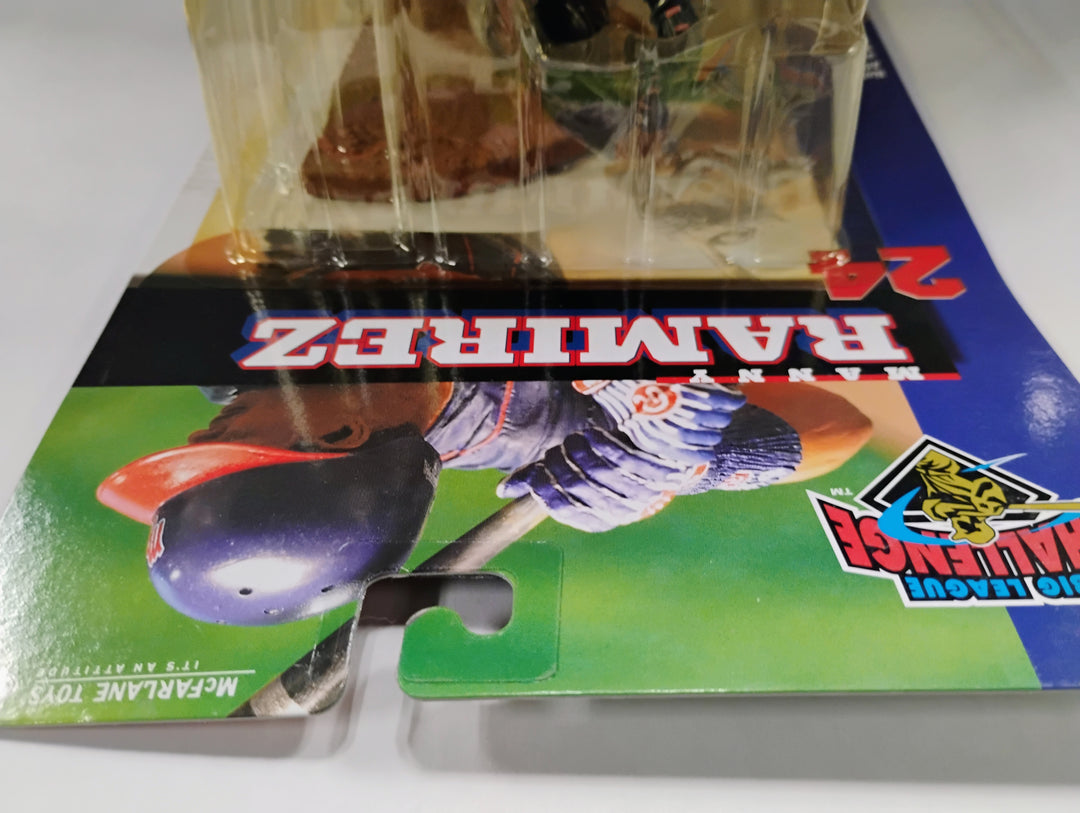 McFARLANE TOYS
IT'S AN ATTITUDE
BIG LEAGUE
CHALLENGE
TM
MANNY
RAMIREZ
24